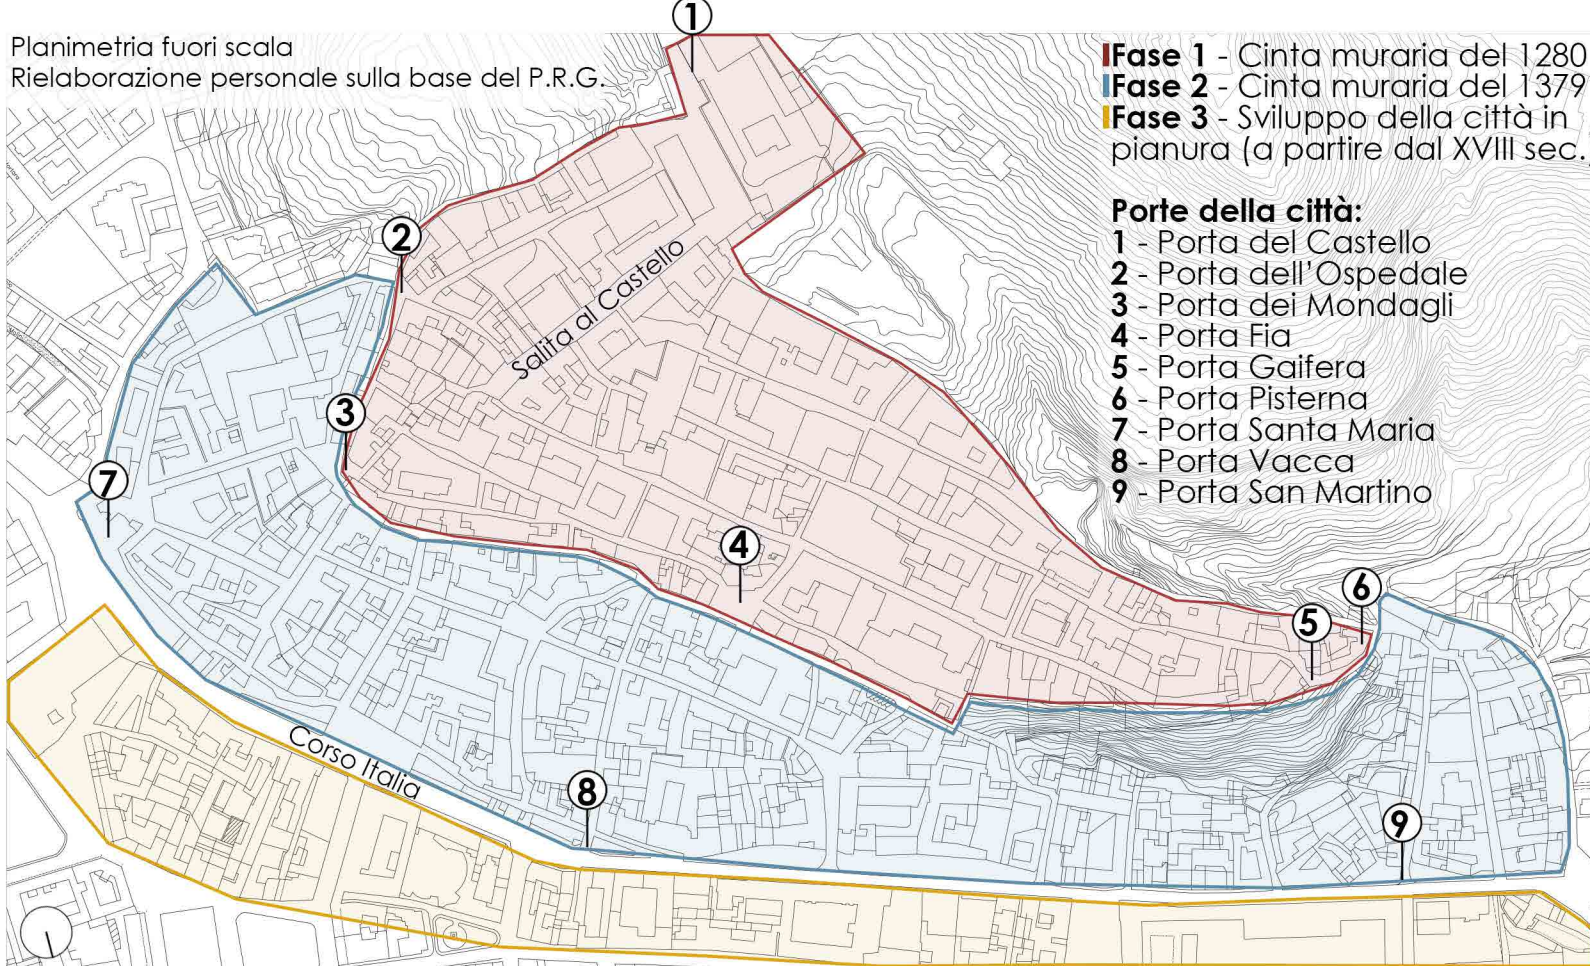 Planimetria fuori scala
Rielaborazione personale sulla base del P.R.G.
Fase 1 - Cinta muraria del 1280
Fase 2 - Cinta muraria del 1379
Fase 3 - Sviluppo della città in
pianura (a partire dal XVIII sec.
Porte della città:
1 - Porta del Castello
2 - Porta dell'Ospedale
3 - Porta dei Mondagli
4 - Porta Fia
5 - Porta Gaifera
6 - Porta Pisterna
7 - Porta Santa Maria
8 - Porta Vacca
9 - Porta San Martino
1
2
Salita al Castello
3
7
4
6
5
Corso Italia
8
9